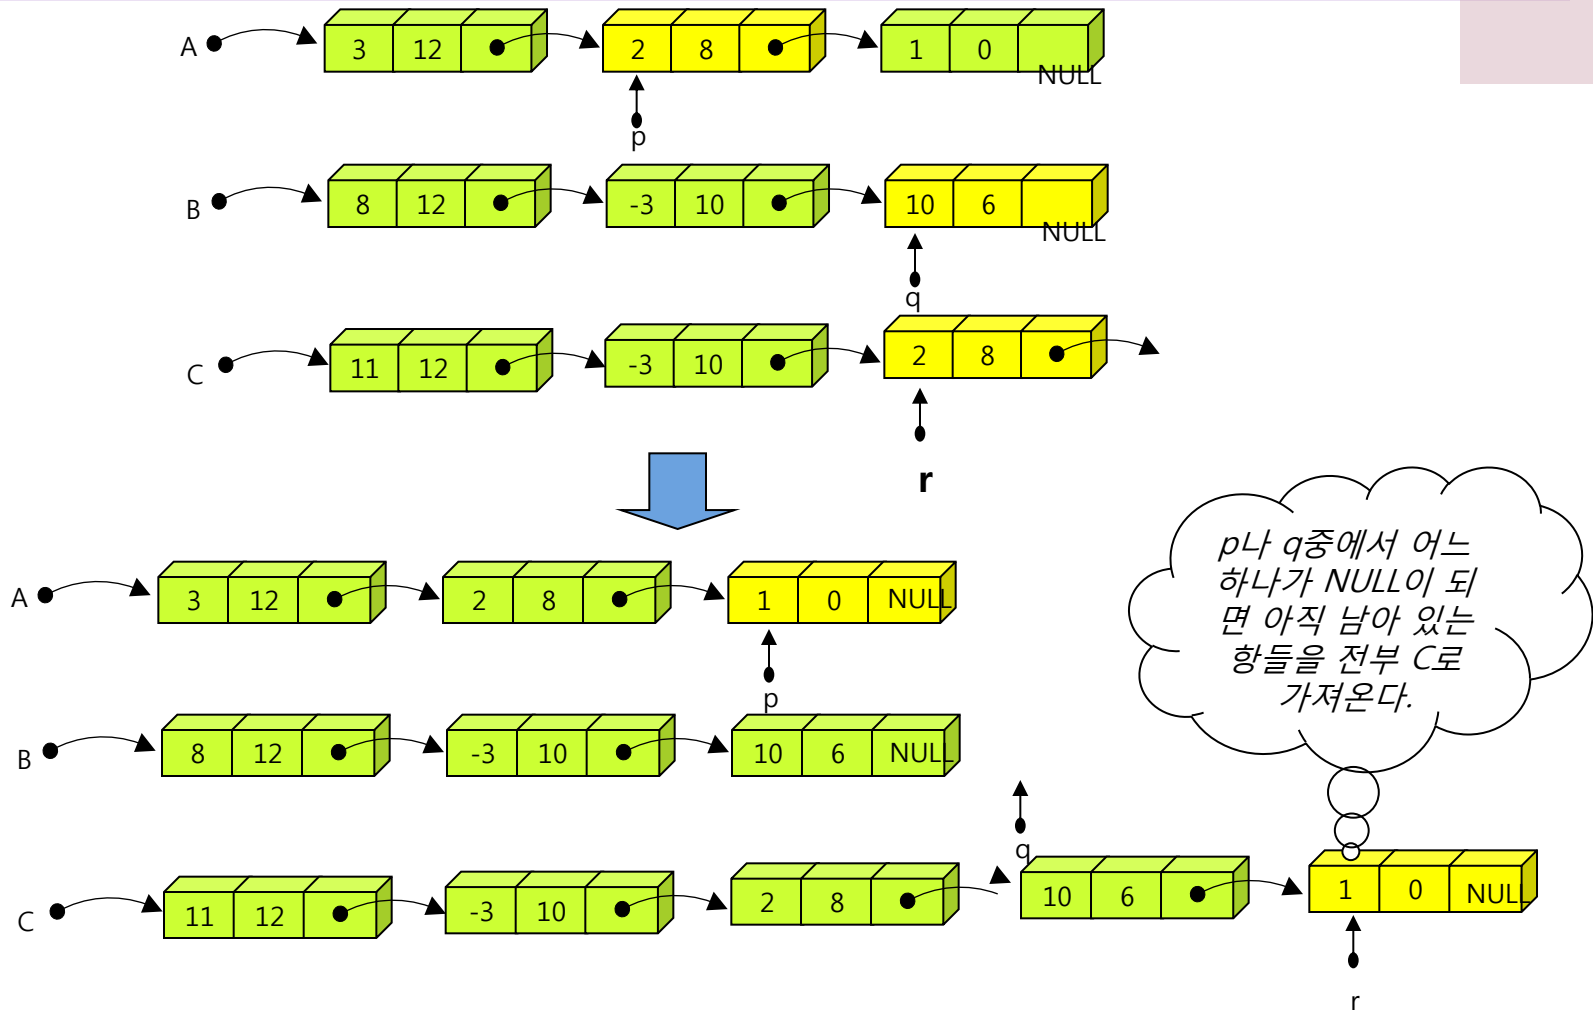 A 3 12 2 8 1 0 NULL
p
B 8 12 -3 10 10 6 NULL
q
C 11 12 -3 10 2 8
r
p나 q중에서 어느
하나가 NULL이 되
면 아직 남아 있는
항들을 전부 C로
가져온다.
A 3 12 2 8 1 0 NULL
p
B 8 12 -3 10 10 6 NULL
q
C 11 12 -3 10 2 8 10 6 1 0 NULL
r